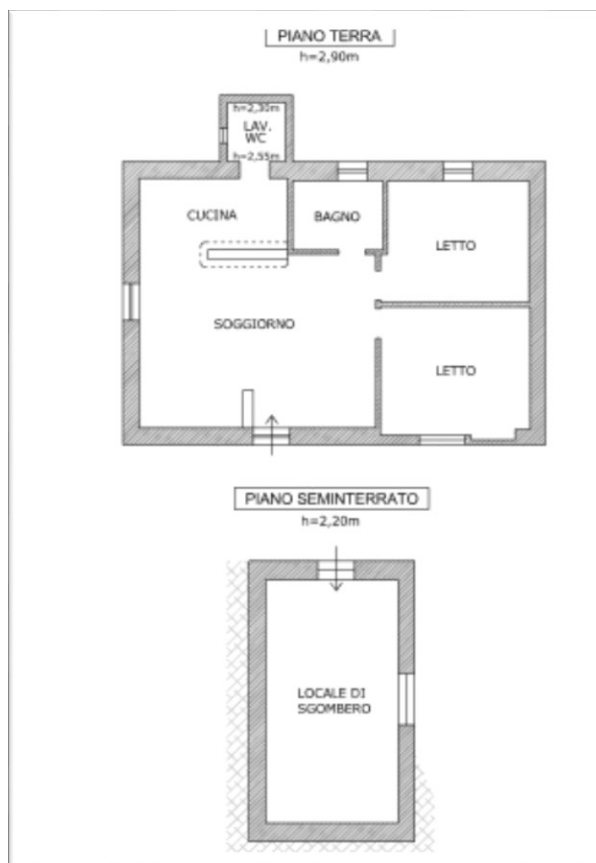 PIANO TERRA
h=2,90m
h=2,30m
LAV.
WC
h=2,55m
CUCINA
BAGNO
LETTO
SOGGIORNO
LETTO
PIANO SEMINTERRATO
h=2,20m
LOCALE DI
SGOMBERO